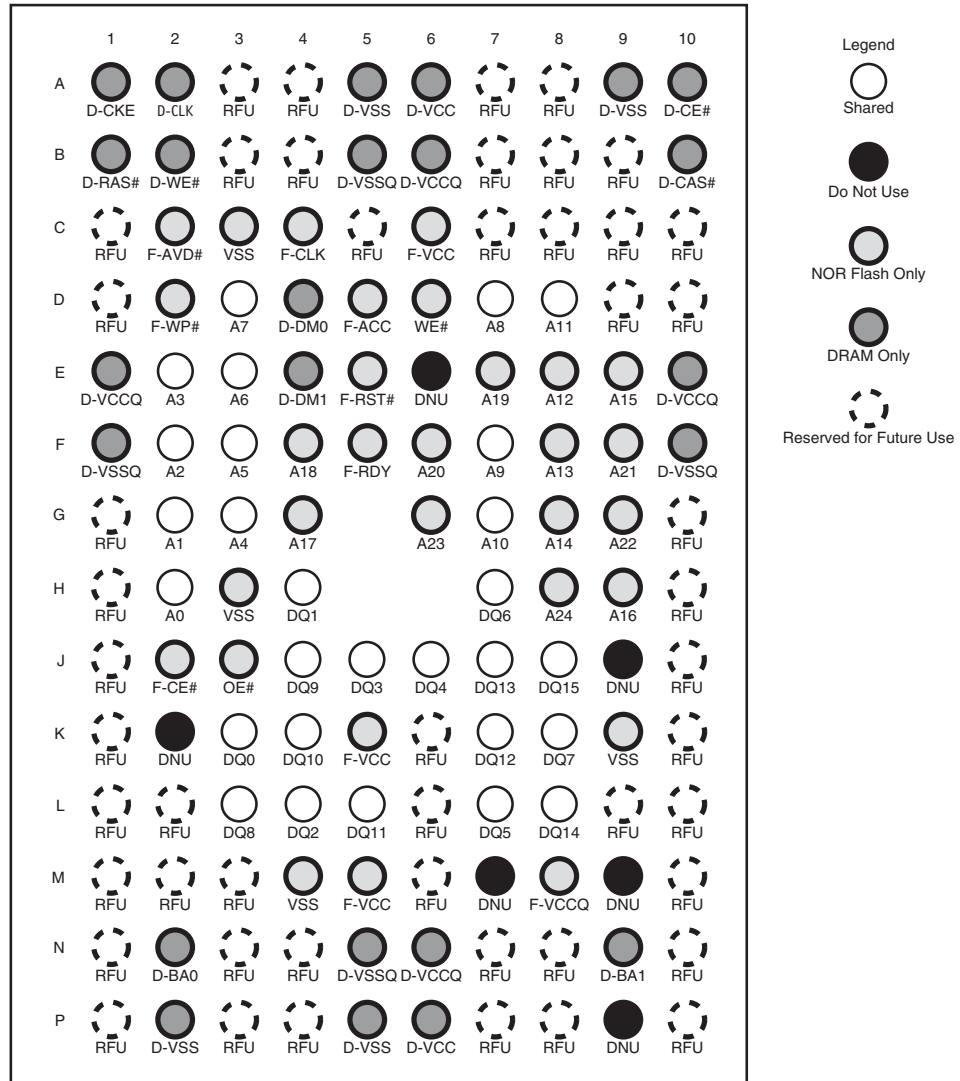 1 2 3 4 5 6 7 8 9 10
A
D-CKE D-CLK RFU RFU D-VSS D-VCC RFU RFU D-VSS D-CE#
B
D-RAS# D-WE# RFU RFU D-VSSQ D-VCCQ RFU RFU RFU D-CAS#
C
RFU F-AVD# VSS F-CLK RFU F-VCC RFU RFU RFU RFU
D
RFU F-WP# A7 D-DM0 F-ACC WE# A8 A11 RFU RFU
E
D-VCCQ A3 A6 D-DM1 F-RST# DNU A19 A12 A15 D-VCCQ
F
D-VSSQ A2 A5 A18 F-RDY A20 A9 A13 A21 D-VSSQ
G
RFU A1 A4 A17 A23 A10 A14 A22 RFU
H
RFU A0 VSS DQ1 DQ6 A24 A16 RFU
J
RFU F-CE# OE# DQ9 DQ3 DQ4 DQ13 DQ15 DNU RFU
K
RFU DNU DQ0 DQ10 F-VCC RFU DQ12 DQ7 VSS RFU
L
RFU RFU DQ8 DQ2 DQ11 RFU DQ5 DQ14 RFU RFU
M
RFU RFU RFU VSS F-VCC RFU DNU F-VCCQ DNU RFU
N
RFU D-BA0 RFU RFU D-VSSQ D-VCCQ RFU RFU D-BA1 RFU
P
RFU D-VSS RFU RFU D-VSS D-VCC RFU RFU DNU RFU
Legend
Shared
Do Not Use
NOR Flash Only
DRAM Only
Reserved for Future Use